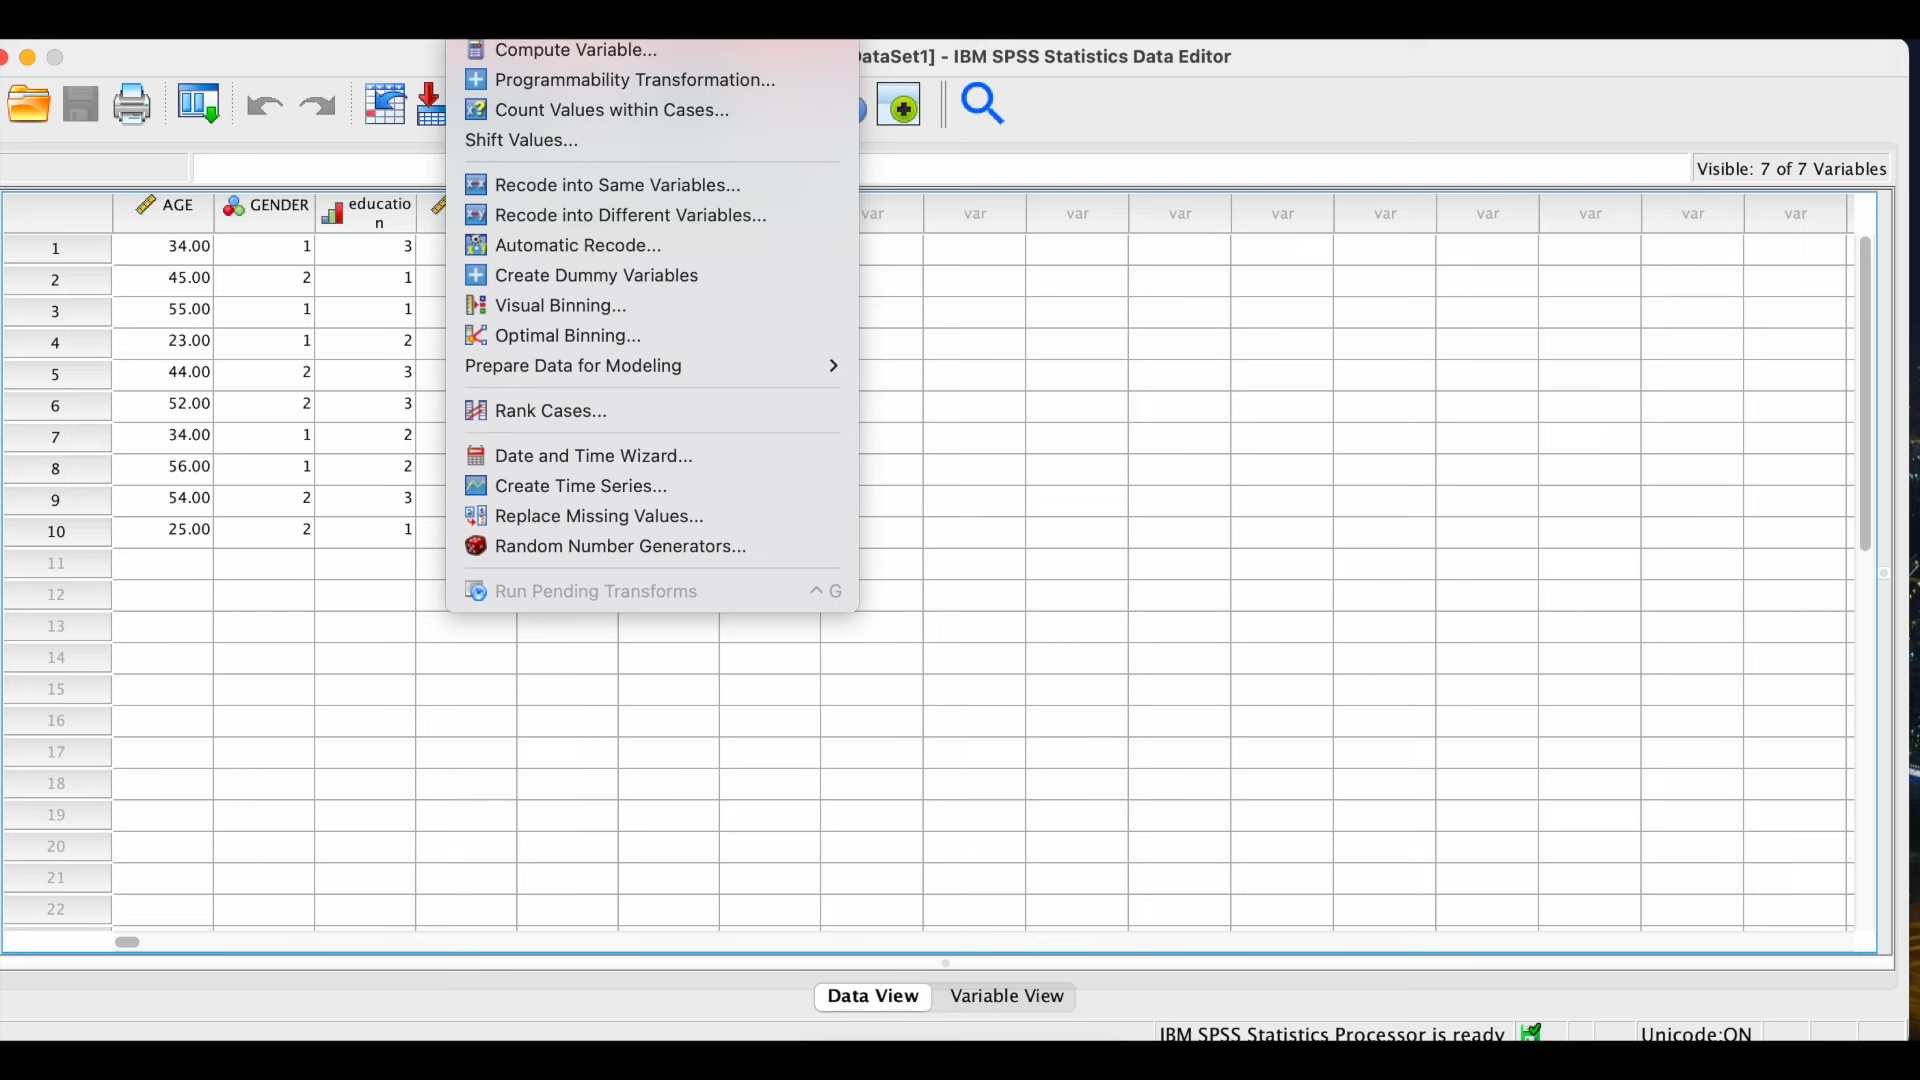 Compute Variable...
DataSet1] - IBM SPSS Statistics Data Editor
Programmability Transformation...
Count Values within Cases...
Shift Values...
Visible: 7 of 7 Variables
Recode into Same Variables...
Recode into Different Variables...
Automatic Recode...
Create Dummy Variables
Visual Binning...
Optimal Binning...
Prepare Data for Modeling
Rank Cases...
Date and Time Wizard...
Create Time Series...
Replace Missing Values...
Random Number Generators...
Run Pending Transforms ^ G
AGE GENDER educatio
n
var var var var var var var var var var
1 34.00 1 3
2 45.00 2 1
3 55.00 1 1
4 23.00 1 2
5 44.00 2 3
6 52.00 2 3
7 34.00 1 2
8 56.00 1 2
9 54.00 2 3
10 25.00 2 1
11
12
13
14
15
16
17
18
19
20
21
22
Data View Variable View
IBM SPSS Statistics Processor is ready Unicode:ON